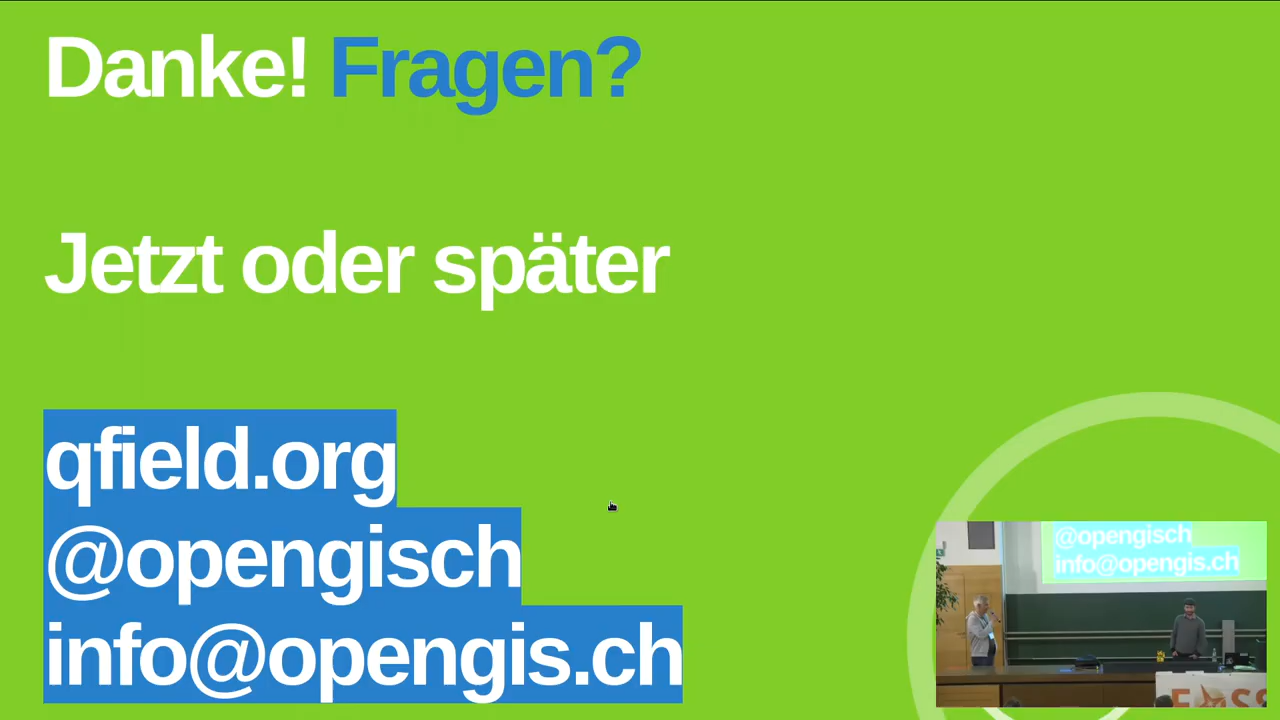 Danke! Fragen?
Jetzt oder später
qfield.org
@opengisch
info@opengis.ch
@opengisch
info@opengis.ch